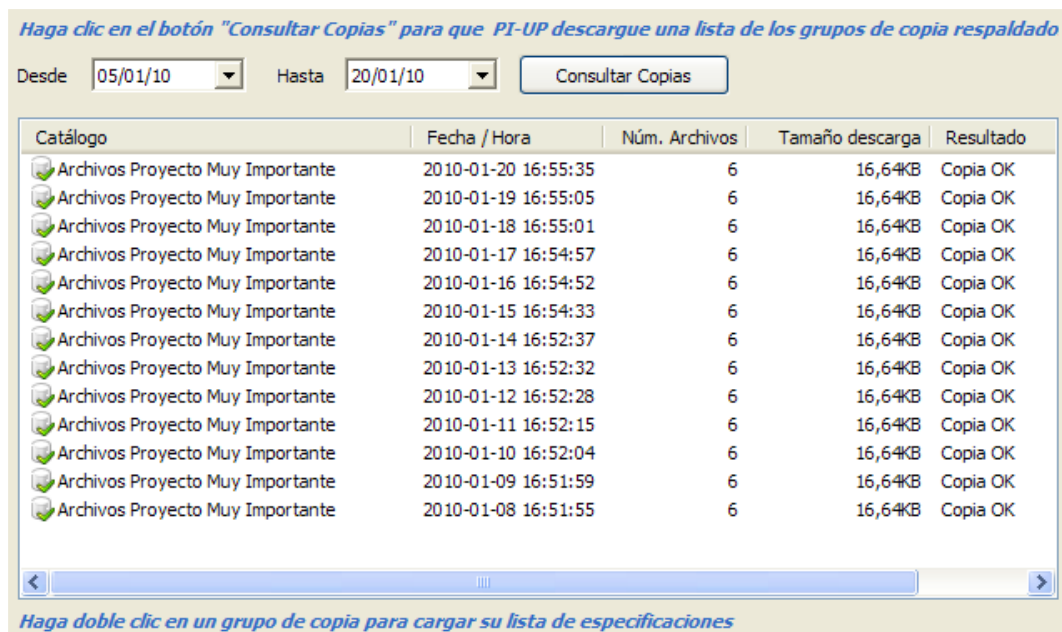 Haga clic en el botón "Consultar Copias" para que PI-UP descargue una lista de los grupos de copia respaldado
Desde 05/01/10 Hasta 20/01/10 Consultar Copias
Catálogo Fecha / Hora Núm. Archivos Tamaño descarga Resultado
Archivos Proyecto Muy Importante 2010-01-20 16:55:35 6 16,64KB Copia OK
Archivos Proyecto Muy Importante 2010-01-19 16:55:05 6 16,64KB Copia OK
Archivos Proyecto Muy Importante 2010-01-18 16:55:01 6 16,64KB Copia OK
Archivos Proyecto Muy Importante 2010-01-17 16:54:57 6 16,64KB Copia OK
Archivos Proyecto Muy Importante 2010-01-16 16:54:52 6 16,64KB Copia OK
Archivos Proyecto Muy Importante 2010-01-15 16:54:33 6 16,64KB Copia OK
Archivos Proyecto Muy Importante 2010-01-14 16:52:37 6 16,64KB Copia OK
Archivos Proyecto Muy Importante 2010-01-13 16:52:32 6 16,64KB Copia OK
Archivos Proyecto Muy Importante 2010-01-12 16:52:28 6 16,64KB Copia OK
Archivos Proyecto Muy Importante 2010-01-11 16:52:15 6 16,64KB Copia OK
Archivos Proyecto Muy Importante 2010-01-10 16:52:04 6 16,64KB Copia OK
Archivos Proyecto Muy Importante 2010-01-09 16:51:59 6 16,64KB Copia OK
Archivos Proyecto Muy Importante 2010-01-08 16:51:55 6 16,64KB Copia OK
Haga doble clic en un grupo de copia para cargar su lista de especificaciones